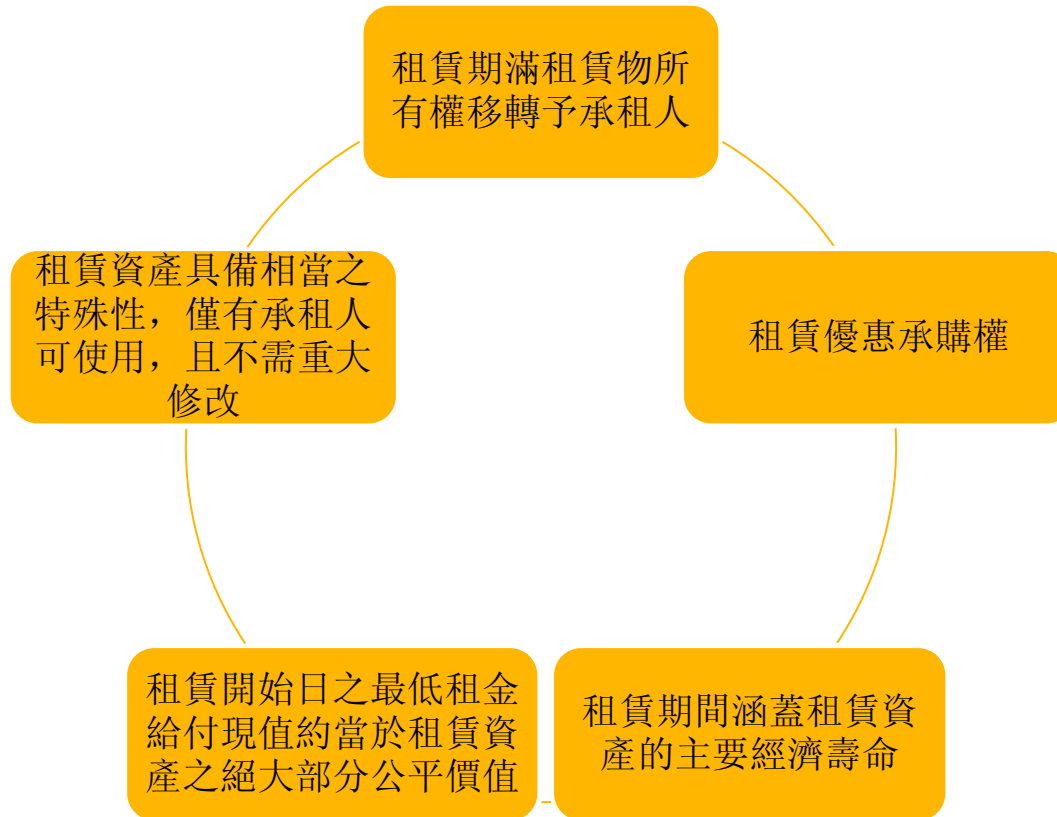 租賃期滿租賃物所
有權移轉予承租人
租賃優惠承購權
租賃期間涵蓋租賃資
產的主要經濟壽命
租賃開始日之最低租金
給付現值約當於租賃資
產之絕大部分公平價值
租賃資產具備相當之
特殊性，僅有承租人
可使用，且不需重大
修改